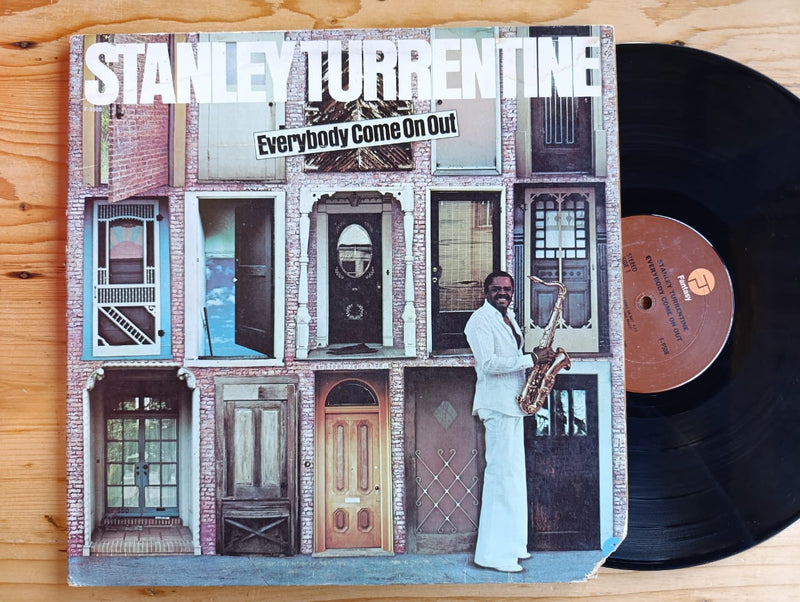 STANLEY TURRENTINE
Everybody Come On Out
Fantasy
STEREO
STANLEY TURRENTINE
EVERYBODY COME ON OUT